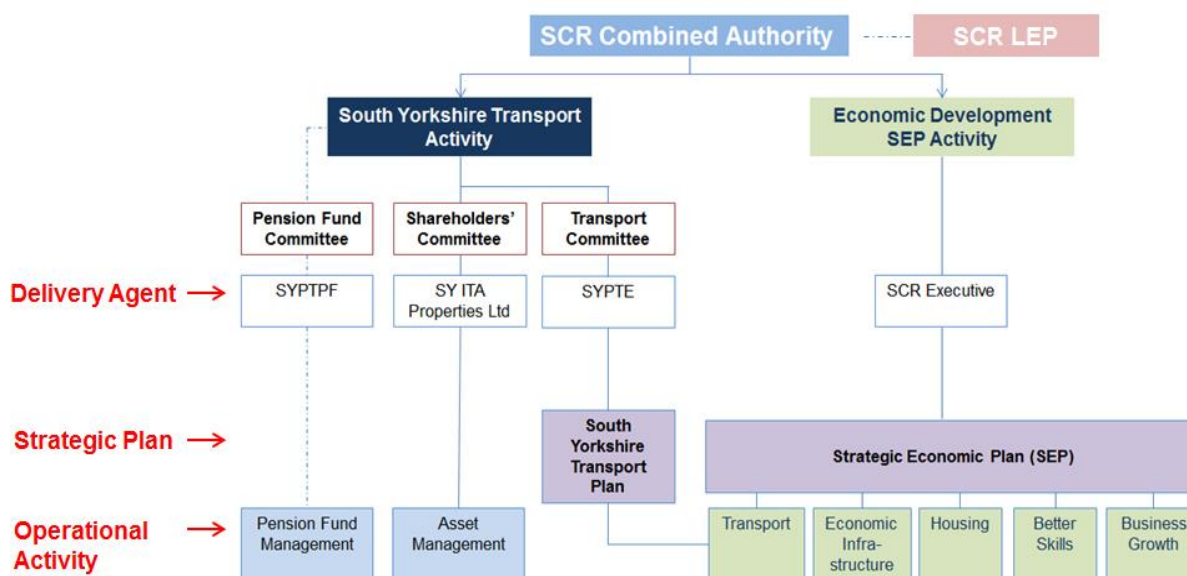 SCR Combined Authority
SCR LEP
South Yorkshire Transport
Activity
Economic Development
SEP Activity
Pension Fund
Committee
Shareholders'
Committee
Transport
Committee
Delivery Agent
SYPTPF
SY ITA
Properties Ltd
SYPTE
SCR Executive
Strategic Plan
South
Yorkshire
Transport
Plan
Strategic Economic Plan (SEP)
Operational
Activity
Pension Fund
Management
Asset
Management
Transport
Economic
Infra-
structure
Housing
Better
Skills
Business
Growth